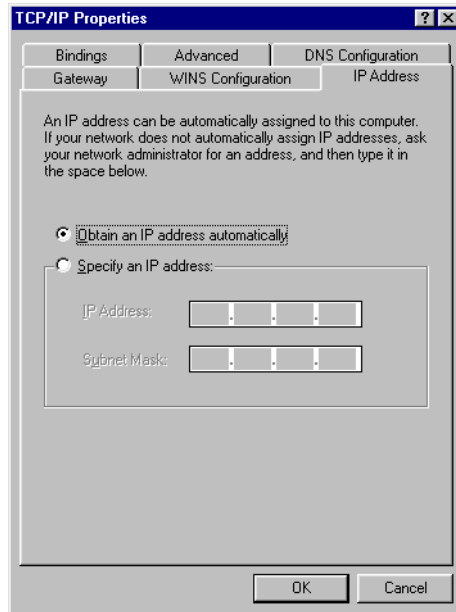 TCP/IP Properties
Bindings Advanced DNS Configuration
Gateway WINS Configuration IP Address
An IP address can be automatically assigned to this computer.
If your network does not automatically assign IP addresses, ask
your network administrator for an address, and then type it in
the space below.
Obtain an IP address automatically
Specify an IP address:
IP Address:
Subnet Mask:
OK Cancel